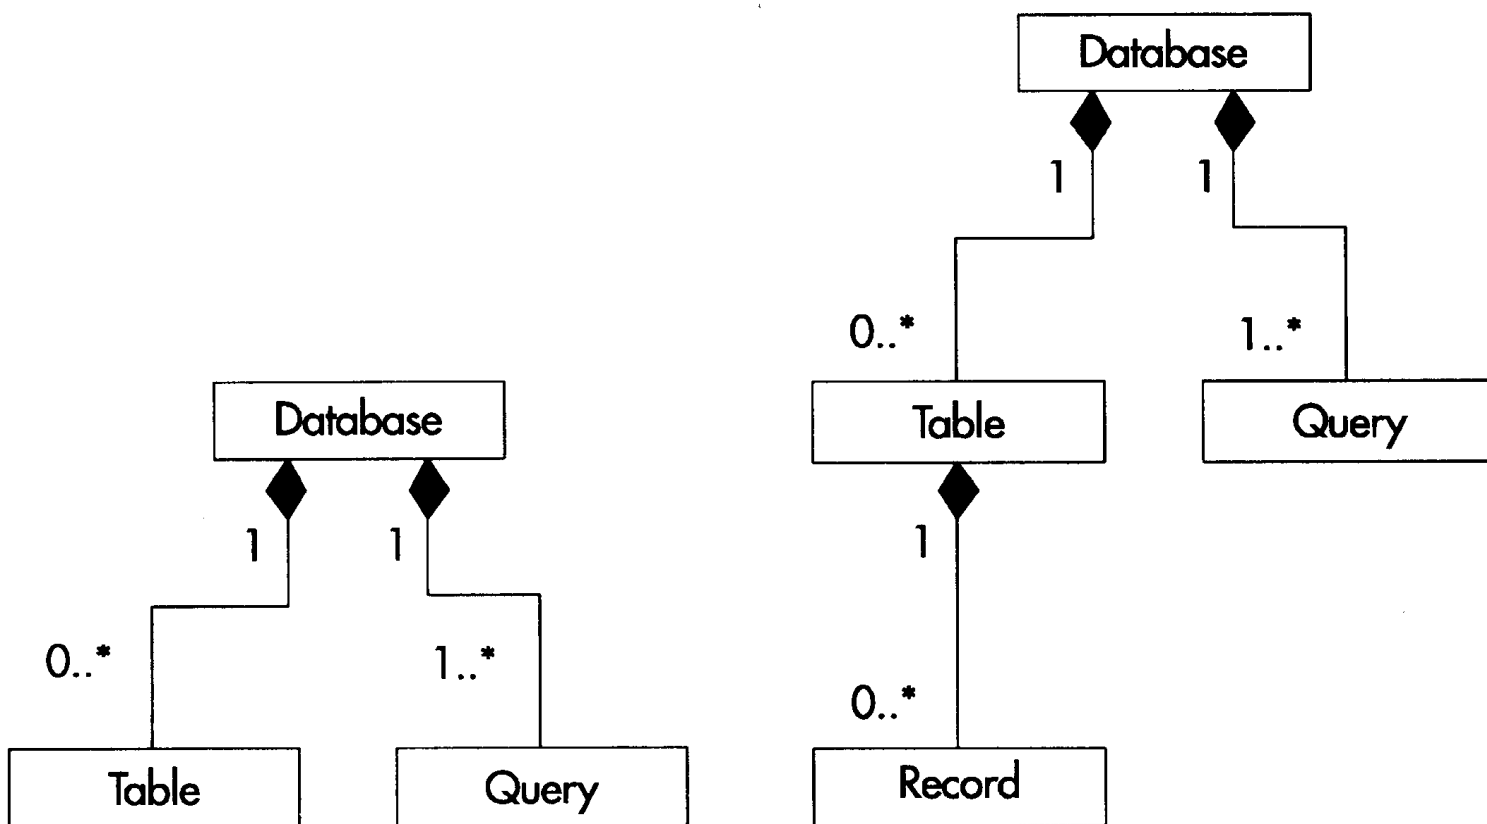 Database
1
1
0..*
1..*
Table
Query
Database
1
1
0..*
1..*
Table
Query
1
0..*
Record